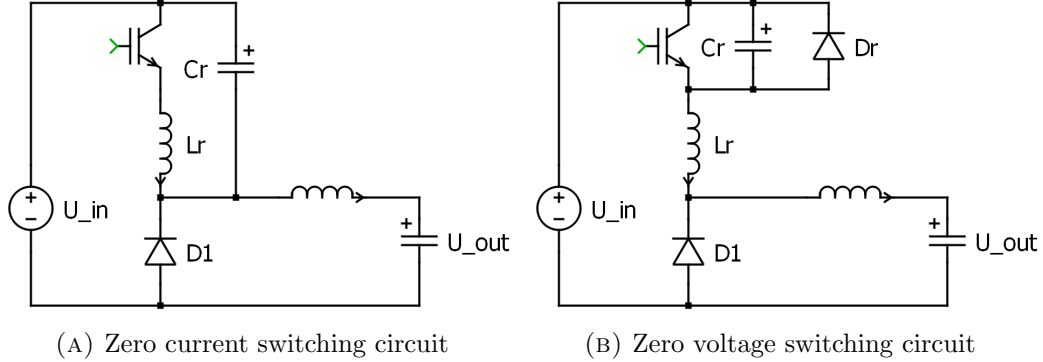 Cr
Lr
U_in
D1
U_out
(A) Zero current switching circuit
Cr
Dr
Lr
U_in
D1
U_out
(B) Zero voltage switching circuit